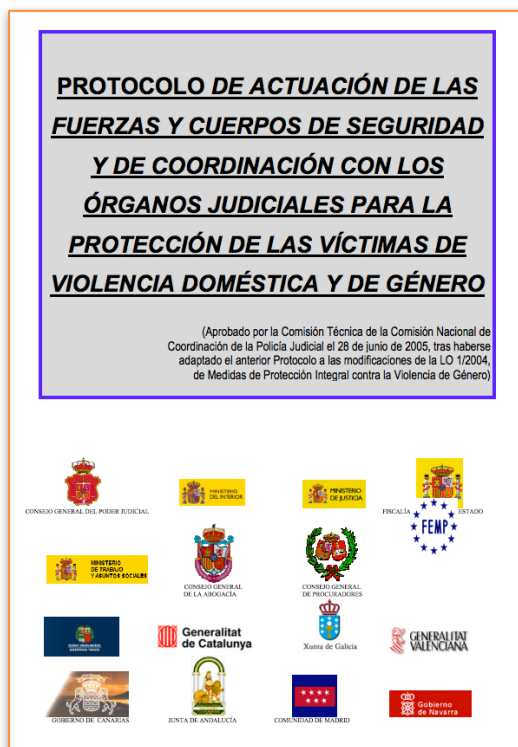 PROTOCOLO DE ACTUACIÓN DE LAS
FUERZAS Y CUERPOS DE SEGURIDAD
Y DE COORDINACIÓN CON LOS
ÓRGANOS JUDICIALES PARA LA
PROTECCIÓN DE LAS VÍCTIMAS DE
VIOLENCIA DOMÉSTICA Y DE GÉNERO
(Aprobado por la Comisión Técnica de la Comisión Nacional de
Coordinación de la Policía Judicial el 28 de junio de 2005, tras haberse
adaptado el anterior Protocolo a las modificaciones de la LO 1/2004,
de Medidas de Protección Integral contra la Violencia de Género)
CONSEJO GENERAL DEL PODER JUDICIAL
MINISTERIO
DEL INTERIOR
MINISTERIO
DE JUSTICIA
FISCALÍA ESTADO
FEMP
MINISTERIO
DE TRABAJO
Y ASUNTOS SOCIALES
CONSEJO GENERAL
DE LA ABOGACÍA
CONSEJO GENERAL
DE PROCURADORES
Generalitat
de Catalunya
Xunta de Galicia
GENERALITAT
VALENCIANA
GOBIERNO DE CANARIAS
JUNTA DE ANDALUCÍA
COMUNIDAD DE MADRID
Gobierno
de Navarra